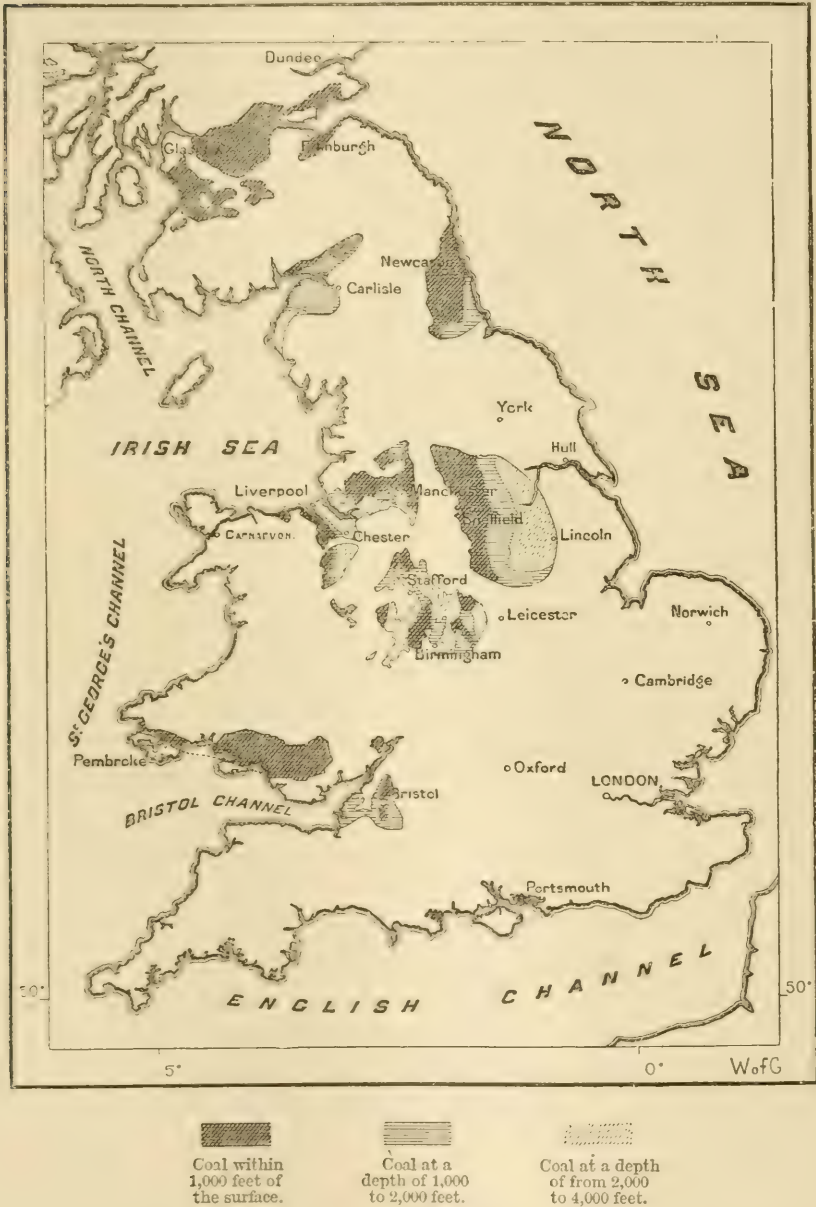 Dundee
Glasgow
Edinburgh
NORTH
SEA
NORTH CHANNEL
Newcastle
Carlisle
York
IRISH SEA
Hull
Liverpool
Manchester
Sheffield
CARNARVON.
Chester
Lincoln
Stafford
ST GEORGE'S CHANNEL
Leicester
Norwich
Birmingham
Cambridge
Pembroke
Oxford
LONDON
BRISTOL CHANNEL
Bristol
Portsmouth
50°
50°
ENGLISH CHANNEL
5°
0°
W of G
Coal within
1,000 feet of
the surface.
Coal at a
depth of 1,000
to 2,000 feet.
Coal at a depth
of from 2,000
to 4,000 feet.